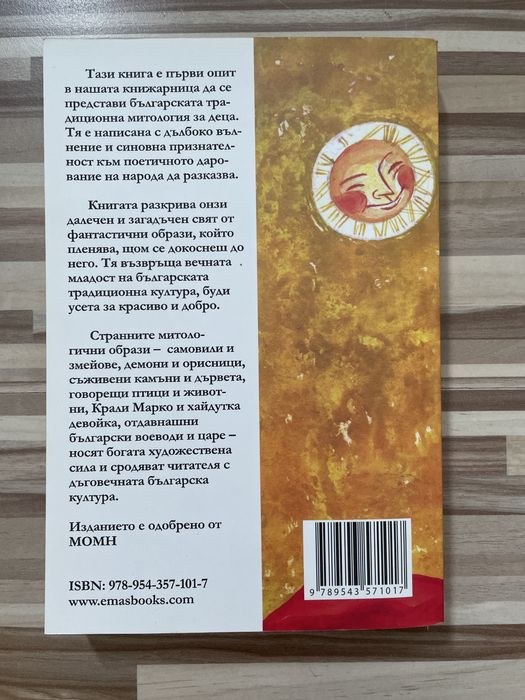 Тази книга е първи опит
в нашата книжарница да се
представи българската тра-
диционна митология за деца.
Тя е написана с дълбоко въл-
нение и синовна признател-
ност към поетичното даро-
вание на народа да разказва.
Книгата разкрива онзи
далечен и загадъчен свят от
фантастични образи, който
пленява, щом се докоснеш до
него. Тя възвръща вечната
младост на българската
традиционна култура, буди
усета за красиво и добро.
Странните митоло-
гични образи – самовили и
змейове, демони и орисници,
съживени камъни и дървета,
говорещи птици и живот-
ни, Крали Марко и хайдутка
девойка, отдавнашни
български воеводи и царе –
носят богата художествена
сила и сродяват читателя с
дъговечната българска
култура.
Изданието е одобрено от
МОМН
ISBN: 978-954-357-101-7
www.emasbooks.com
9 789543 571017